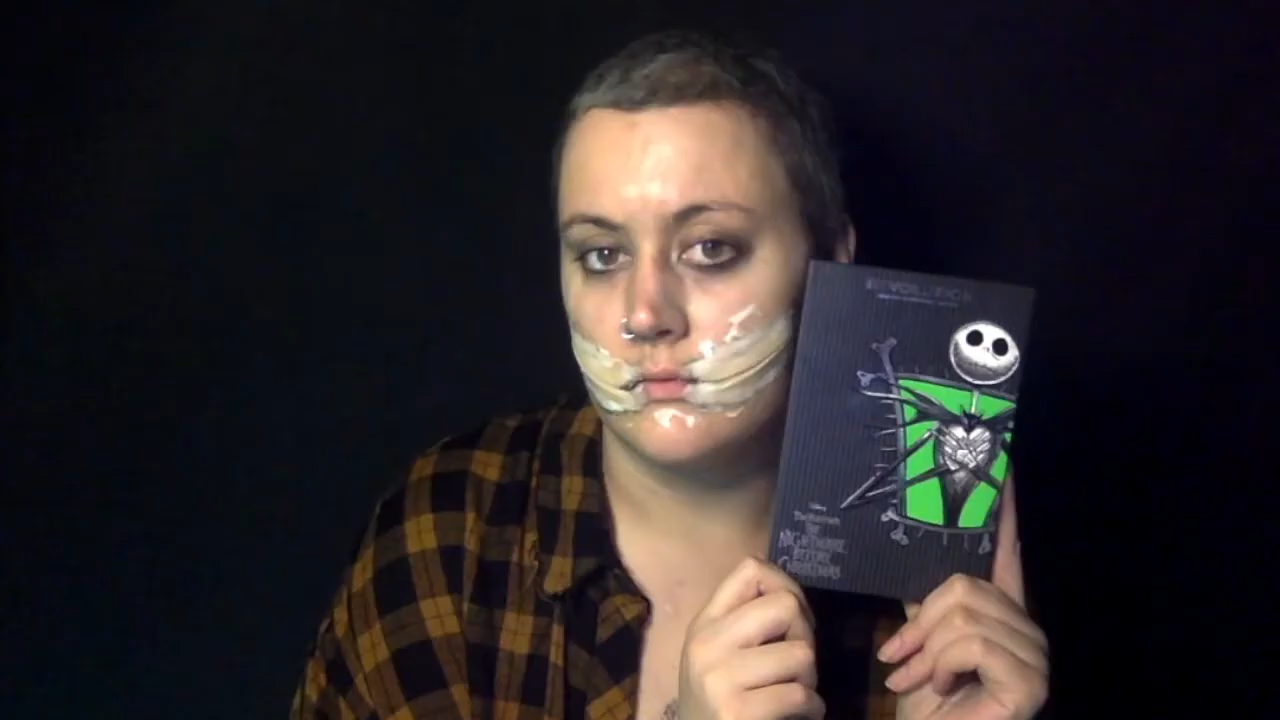 REVOLUTION
Disney
Tim Burton's
THE
NIGHTMARE
BEFORE
CHRISTMAS